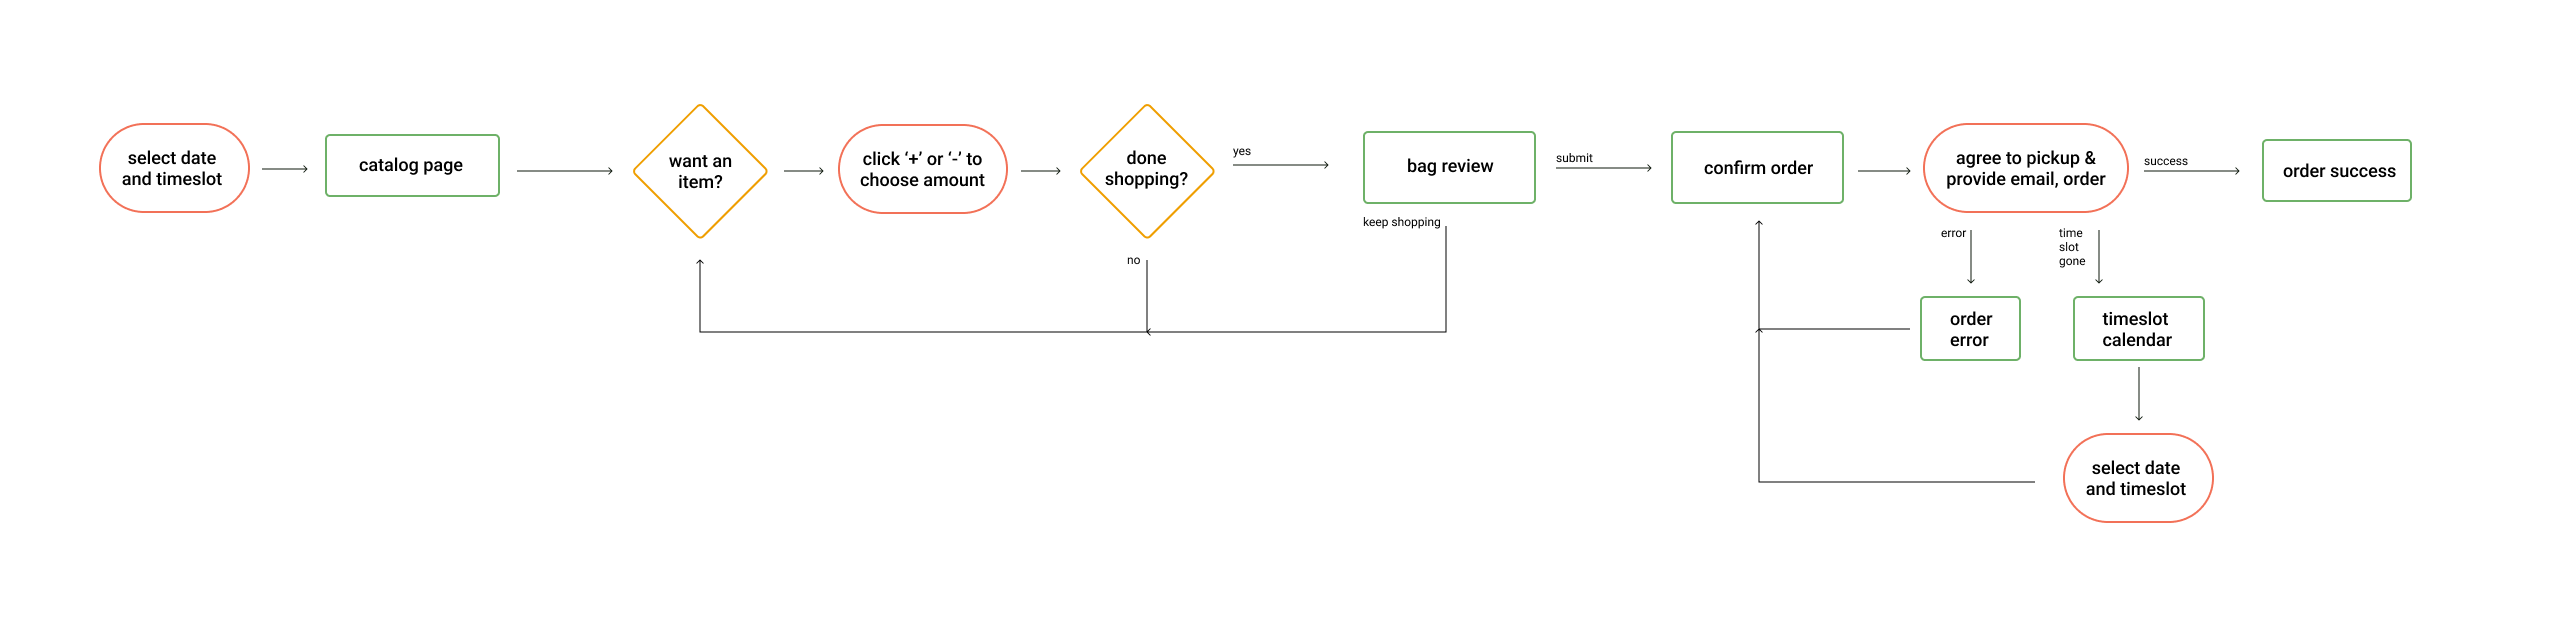 select date
and timeslot
catalog page
want an
item?
click ‘+’ or ‘-’ to
choose amount
done
shopping?
yes
no
bag review
keep shopping
submit
confirm order
agree to pickup &
provide email, order
success
order success
error
time
slot
gone
order
error
timeslot
calendar
select date
and timeslot